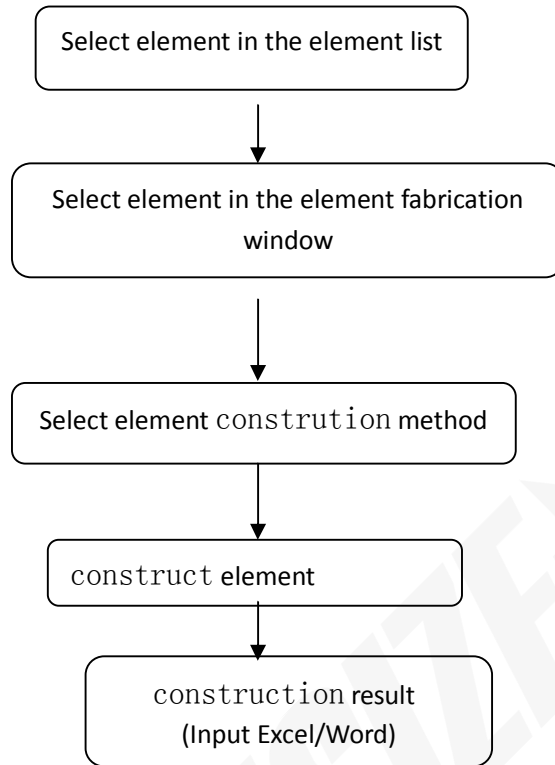 Select element in the element list
Select element in the element fabrication
window
Select element constrution method
construct element
construction result
(Input Excel/Word)